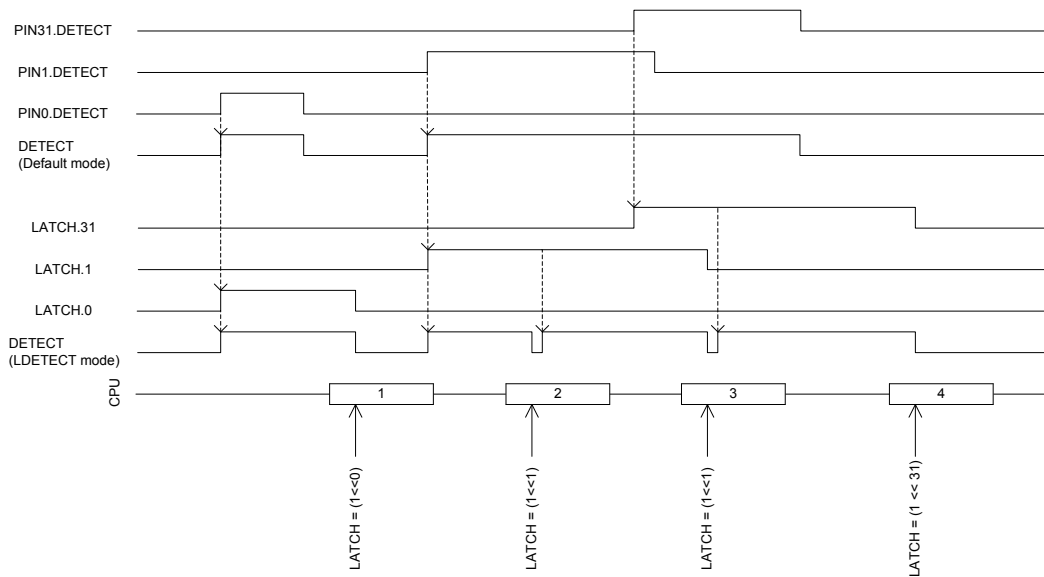 PIN31.DETECT
PIN1.DETECT
PIN0.DETECT
DETECT
(Default mode)
LATCH.31
LATCH.1
LATCH.0
DETECT
(LDETECT mode)
CPU
1
2
3
4
LATCH = (1<<0)
LATCH = (1<<1)
LATCH = (1<<1)
LATCH = (1 << 31)